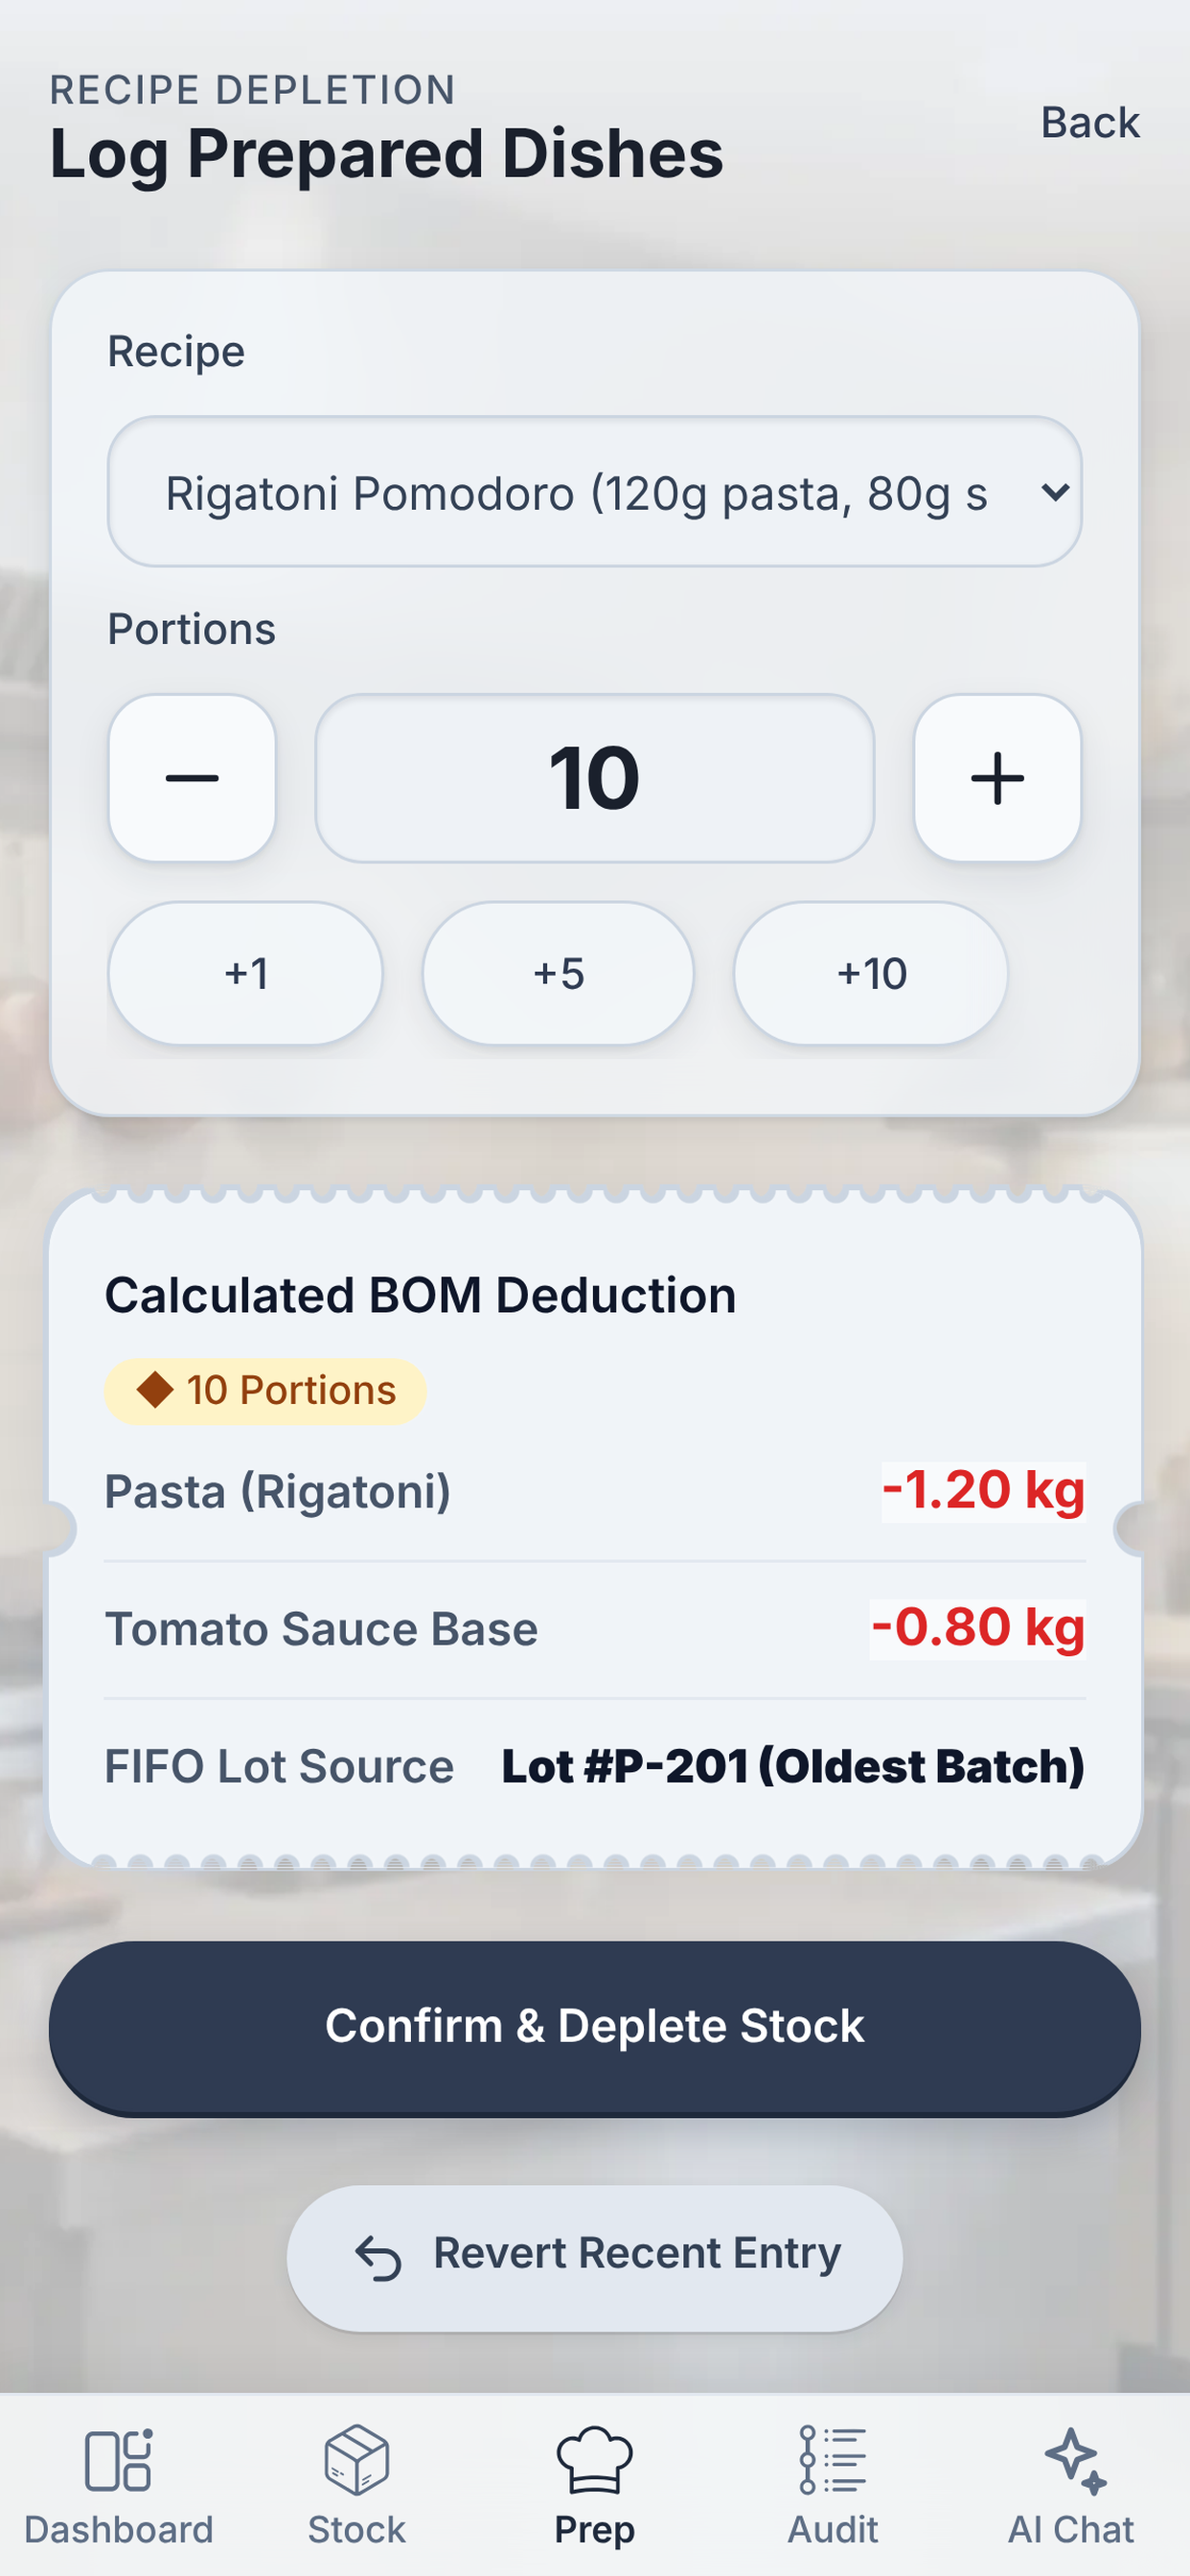 RECIPE DEPLETION
Log Prepared Dishes
Back
Recipe
Rigatoni Pomodoro (120g pasta, 80g s
Portions
10
+1
+5
+10
Calculated BOM Deduction
10 Portions
Pasta (Rigatoni) -1.20 kg
Tomato Sauce Base -0.80 kg
FIFO Lot Source Lot #P-201 (Oldest Batch)
Confirm & Deplete Stock
Revert Recent Entry
Dashboard
Stock
Prep
Audit
AI Chat